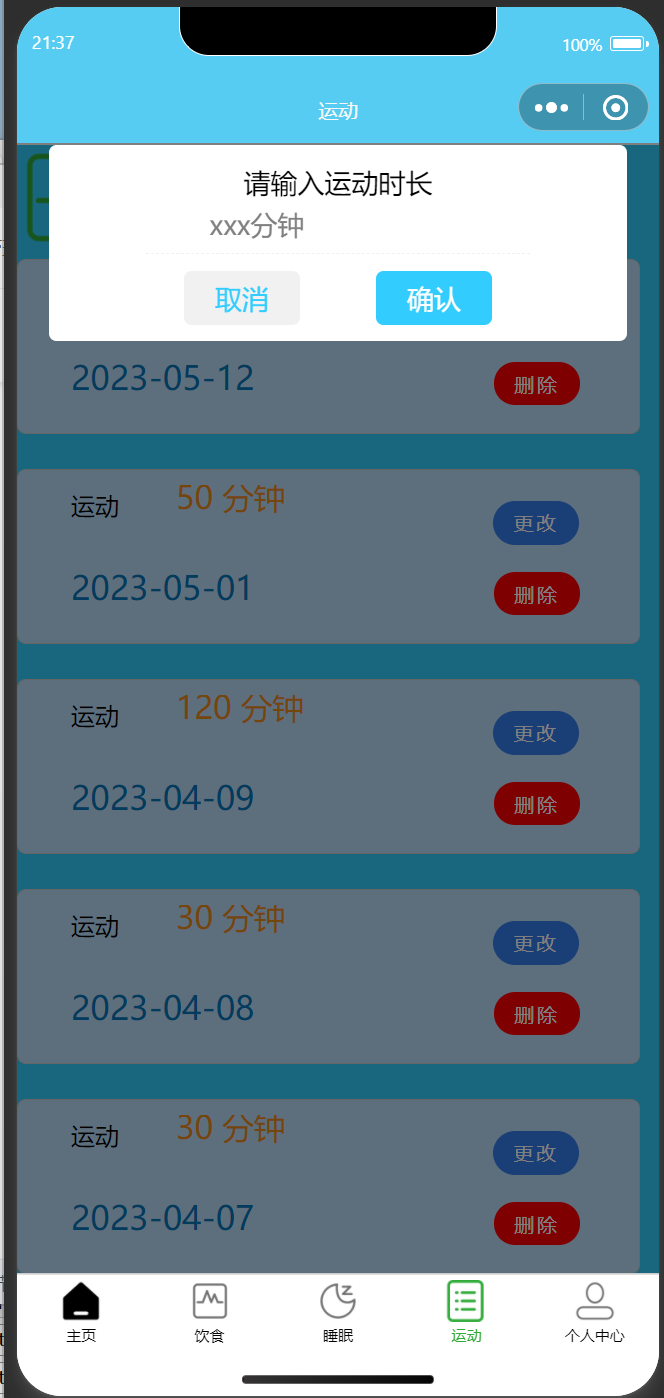 21:37
100%
运动
请输入运动时长
xxx分钟
取消 确认
2023-05-12 删除
运动 50 分钟 更改
2023-05-01 删除
运动 120 分钟 更改
2023-04-09 删除
运动 30 分钟 更改
2023-04-08 删除
运动 30 分钟 更改
2023-04-07 删除
主页 饮食 睡眠 运动 个人中心